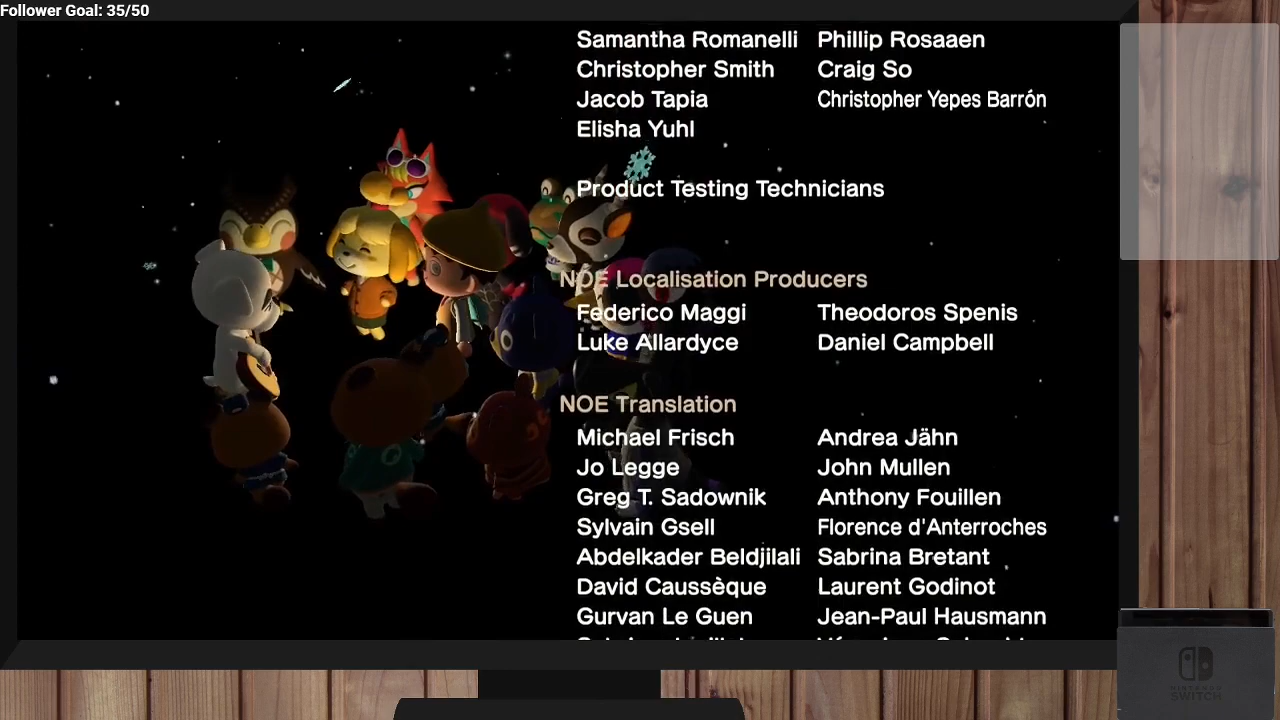 Follower Goal: 35/50
Samantha Romanelli Phillip Rosaaen
Christopher Smith Craig So
Jacob Tapia Christopher Yepes Barrón
Elisha Yuhl
Product Testing Technicians
NOE Localisation Producers
Federico Maggi Theodoros Spenis
Luke Allardyce Daniel Campbell
NOE Translation
Michael Frisch Andrea Jähn
Jo Legge John Mullen
Greg T. Sadownik Anthony Fouillen
Sylvain Gsell Florence d'Anterroches
Abdelkader Beldjilali Sabrina Bretant
David Caussèque Laurent Godinot
Gurvan Le Guen Jean-Paul Hausmann
NINTENDO
SWITCH